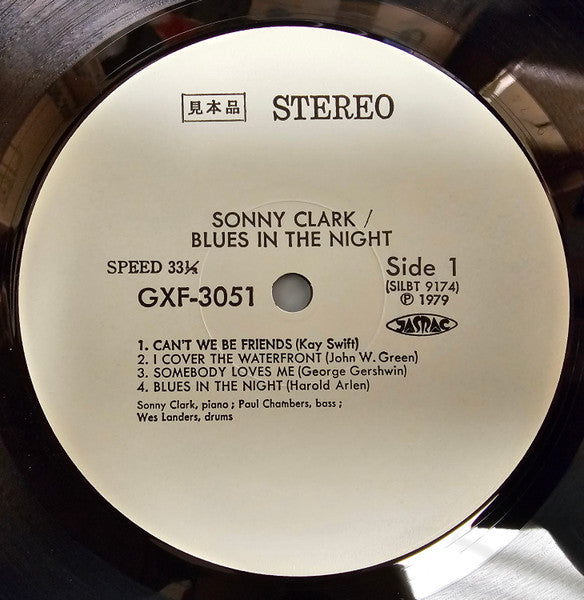 見本品 STEREO
SONNY CLARK /
BLUES IN THE NIGHT
SPEED 33⅓
Side 1
GXF-3051
(SILBT 9174)
Ⓟ 1979
JASRAC
1. CAN'T WE BE FRIENDS (Kay Swift)
2. I COVER THE WATERFRONT (John W. Green)
3. SOMEBODY LOVES ME (George Gershwin)
4. BLUES IN THE NIGHT (Harold Arlen)
Sonny Clark, piano ; Paul Chambers, bass ;
Wes Landers, drums